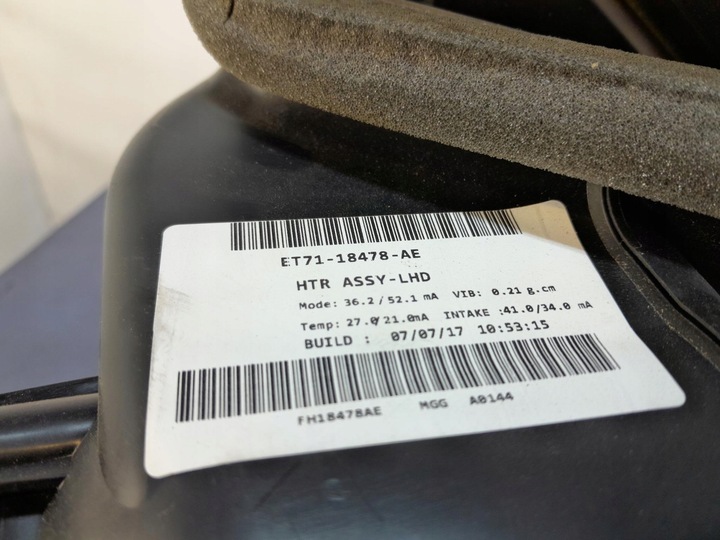 ET71-18478-AE
HTR ASSY-LHD
Mode: 36.2/52.1 mA VIB: 0.21 g.cm
Temp: 27.0/21.0mA INTAKE :41.0/34.0 mA
BUILD : 07/07/17 10:53:15
FH18478AE MGG A0144